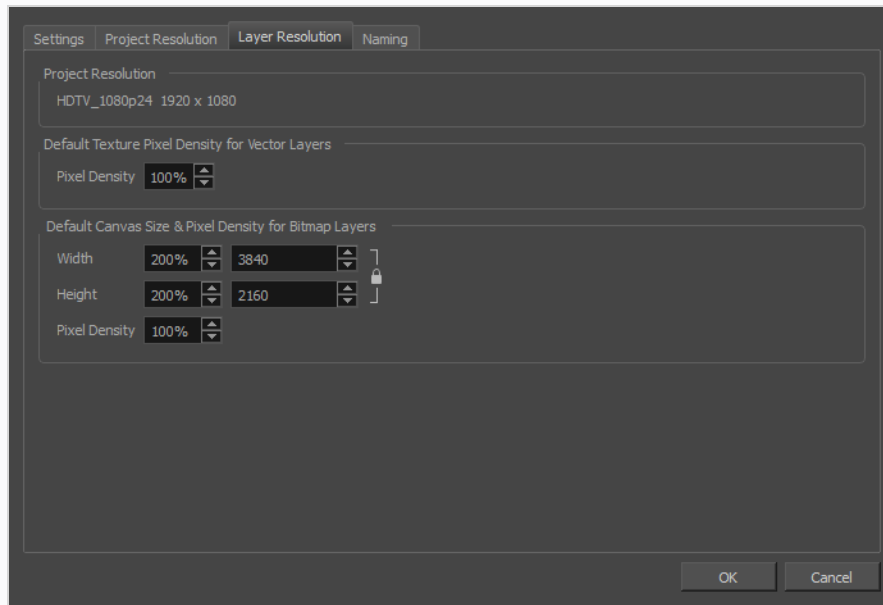 Settings Project Resolution Layer Resolution Naming
Project Resolution
HDTV_1080p24 1920 x 1080
Default Texture Pixel Density for Vector Layers
Pixel Density 100%
Default Canvas Size & Pixel Density for Bitmap Layers
Width 200% 3840
Height 200% 2160
Pixel Density 100%
OK Cancel